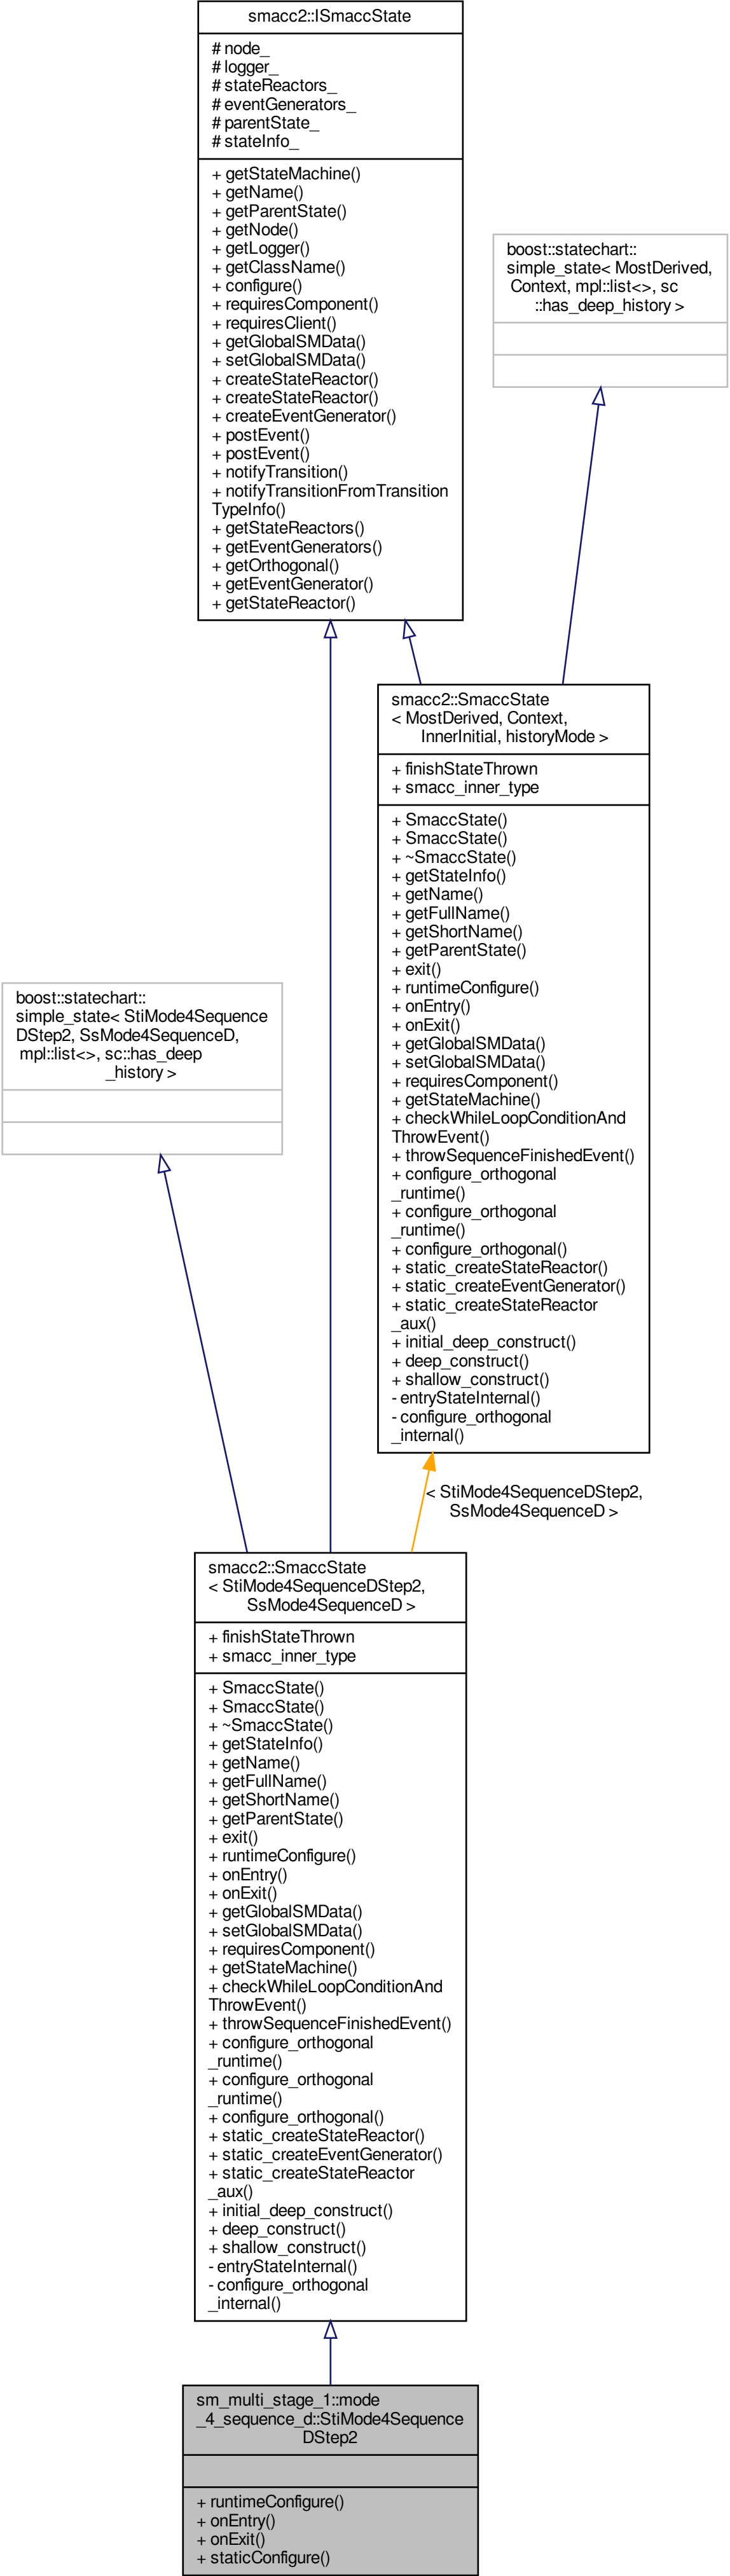 smacc2::ISmaccState
# node_
# logger_
# stateReactors_
# eventGenerators_
# parentState_
# stateInfo_
+ getStateMachine()
+ getName()
+ getParentState()
+ getNode()
+ getLogger()
+ getClassName()
+ configure()
+ requiresComponent()
+ requiresClient()
+ getGlobalSMData()
+ setGlobalSMData()
+ createStateReactor()
+ createStateReactor()
+ createEventGenerator()
+ postEvent()
+ postEvent()
+ notifyTransition()
+ notifyTransitionFromTransition
TypeInfo()
+ getStateReactors()
+ getEventGenerators()
+ getOrthogonal()
+ getEventGenerator()
+ getStateReactor()
boost::statechart::
simple_state< MostDerived,
Context, mpl::list<>, sc
::has_deep_history >
smacc2::SmaccState
< MostDerived, Context,
InnerInitial, historyMode >
+ finishStateThrown
+ smacc_inner_type
+ SmaccState()
+ SmaccState()
+ ~SmaccState()
+ getStateInfo()
+ getName()
+ getFullName()
+ getShortName()
+ getParentState()
+ exit()
+ runtimeConfigure()
+ onEntry()
+ onExit()
+ getGlobalSMData()
+ setGlobalSMData()
+ requiresComponent()
+ getStateMachine()
+ checkWhileLoopConditionAnd
ThrowEvent()
+ throwSequenceFinishedEvent()
+ configure_orthogonal
_runtime()
+ configure_orthogonal
_runtime()
+ configure_orthogonal()
+ static_createStateReactor()
+ static_createEventGenerator()
+ static_createStateReactor
_aux()
+ initial_deep_construct()
+ deep_construct()
+ shallow_construct()
- entryStateInternal()
- configure_orthogonal
_internal()
boost::statechart::
simple_state< StiMode4Sequence
DStep2, SsMode4SequenceD,
mpl::list<>, sc::has_deep
_history >
< StiMode4SequenceDStep2,
SsMode4SequenceD >
smacc2::SmaccState
< StiMode4SequenceDStep2,
SsMode4SequenceD >
+ finishStateThrown
+ smacc_inner_type
+ SmaccState()
+ SmaccState()
+ ~SmaccState()
+ getStateInfo()
+ getName()
+ getFullName()
+ getShortName()
+ getParentState()
+ exit()
+ runtimeConfigure()
+ onEntry()
+ onExit()
+ getGlobalSMData()
+ setGlobalSMData()
+ requiresComponent()
+ getStateMachine()
+ checkWhileLoopConditionAnd
ThrowEvent()
+ throwSequenceFinishedEvent()
+ configure_orthogonal
_runtime()
+ configure_orthogonal
_runtime()
+ configure_orthogonal()
+ static_createStateReactor()
+ static_createEventGenerator()
+ static_createStateReactor
_aux()
+ initial_deep_construct()
+ deep_construct()
+ shallow_construct()
- entryStateInternal()
- configure_orthogonal
_internal()
sm_multi_stage_1::mode
_4_sequence_d::StiMode4Sequence
DStep2
+ runtimeConfigure()
+ onEntry()
+ onExit()
+ staticConfigure()